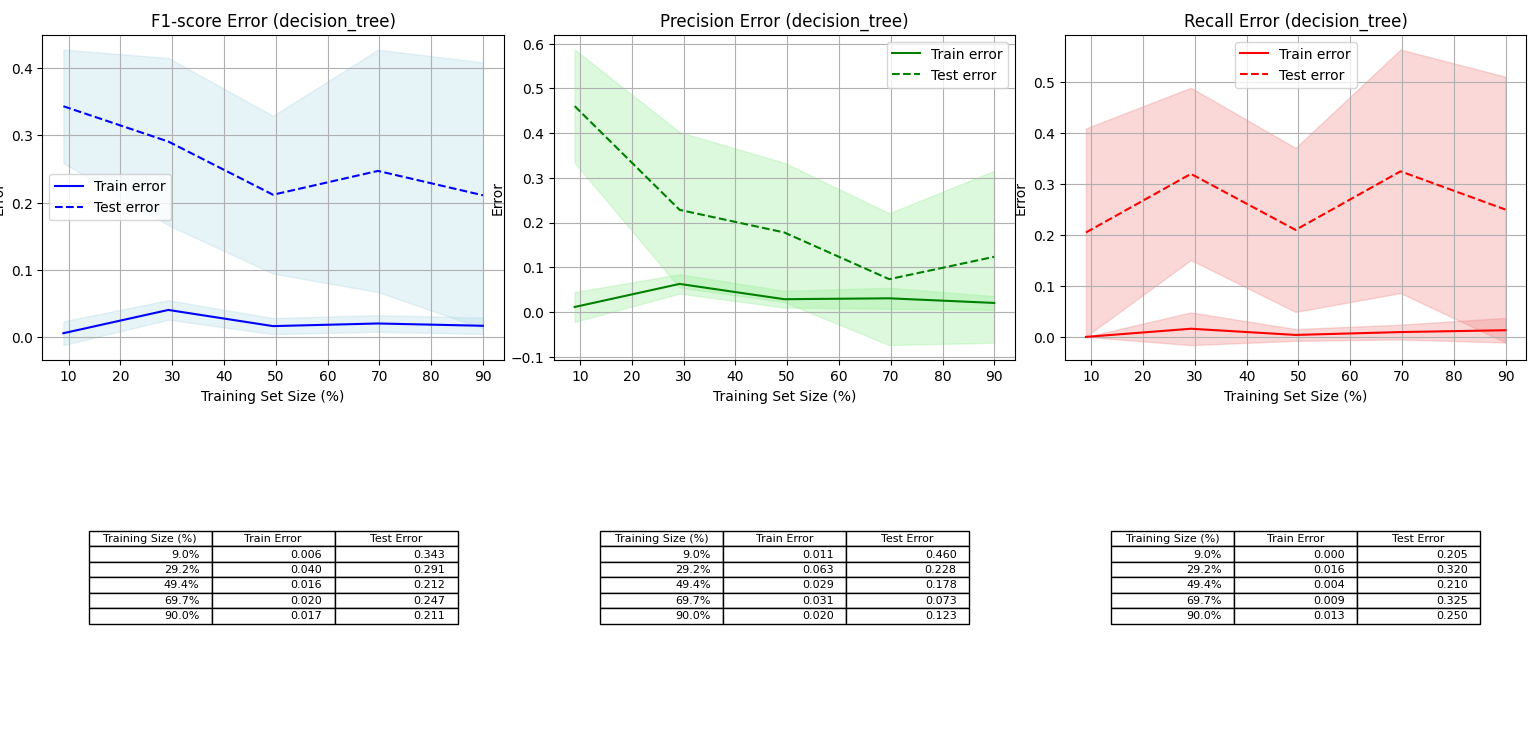 F1-score Error (decision_tree)
Error
0.4
0.3
0.2
0.1
0.0
Train error
Test error
10 20 30 40 50 60 70 80 90
Training Set Size (%)
Precision Error (decision_tree)
Error
0.6
0.5
0.4
0.3
0.2
0.1
0.0
−0.1
Train error
Test error
10 20 30 40 50 60 70 80 90
Training Set Size (%)
Recall Error (decision_tree)
Error
0.5
0.4
0.3
0.2
0.1
0.0
Train error
Test error
10 20 30 40 50 60 70 80 90
Training Set Size (%)
Training Size (%) Train Error Test Error
9.0% 0.006 0.343
29.2% 0.040 0.291
49.4% 0.016 0.212
69.7% 0.020 0.247
90.0% 0.017 0.211
Training Size (%) Train Error Test Error
9.0% 0.011 0.460
29.2% 0.063 0.228
49.4% 0.029 0.178
69.7% 0.031 0.073
90.0% 0.020 0.123
Training Size (%) Train Error Test Error
9.0% 0.000 0.205
29.2% 0.016 0.320
49.4% 0.004 0.210
69.7% 0.009 0.325
90.0% 0.013 0.250